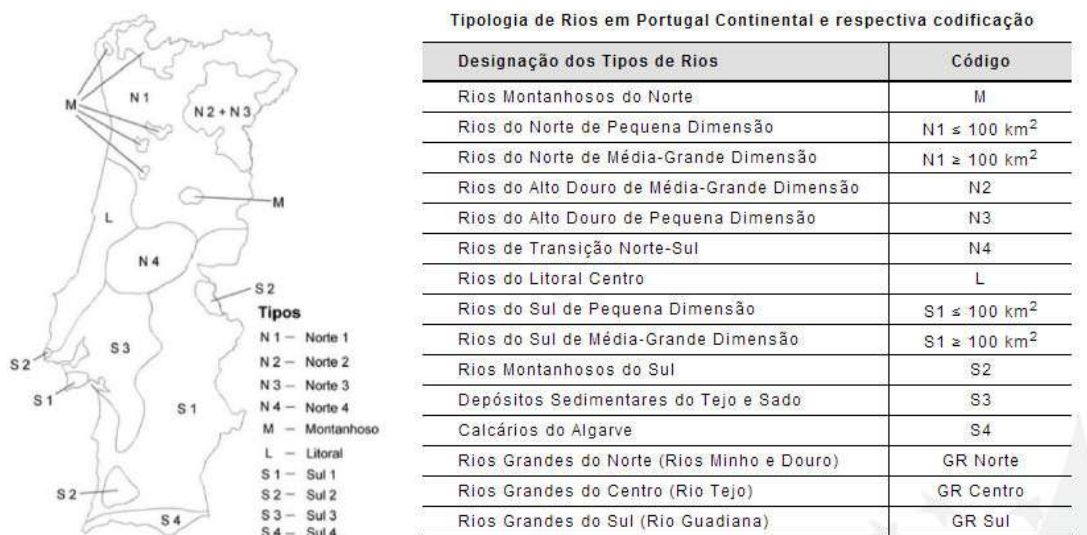 Tipologia de Rios em Portugal Continental e respectiva codificação
Designação dos Tipos de Rios Código
Rios Montanhosos do Norte M
Rios do Norte de Pequena Dimensão N1 ≤ 100 km²
Rios do Norte de Média-Grande Dimensão N1 ≥ 100 km²
Rios do Alto Douro de Média-Grande Dimensão N2
Rios do Alto Douro de Pequena Dimensão N3
Rios de Transição Norte-Sul N4
Rios do Litoral Centro L
Rios do Sul de Pequena Dimensão S1 ≤ 100 km²
Rios do Sul de Média-Grande Dimensão S1 ≥ 100 km²
Rios Montanhosos do Sul S2
Depósitos Sedimentares do Tejo e Sado S3
Calcários do Algarve S4
Rios Grandes do Norte (Rios Minho e Douro) GR Norte
Rios Grandes do Centro (Rio Tejo) GR Centro
Rios Grandes do Sul (Rio Guadiana) GR Sul
M
N 1
N 2 + N 3
M
L
N 4
S 2
S 3
S 2
S 1
S 1
S 2
S 4
Tipos
N 1 – Norte 1
N 2 – Norte 2
N 3 – Norte 3
N 4 – Norte 4
M – Montanhoso
L – Litoral
S 1 – Sul 1
S 2 – Sul 2
S 3 – Sul 3
S 4 – Sul 4